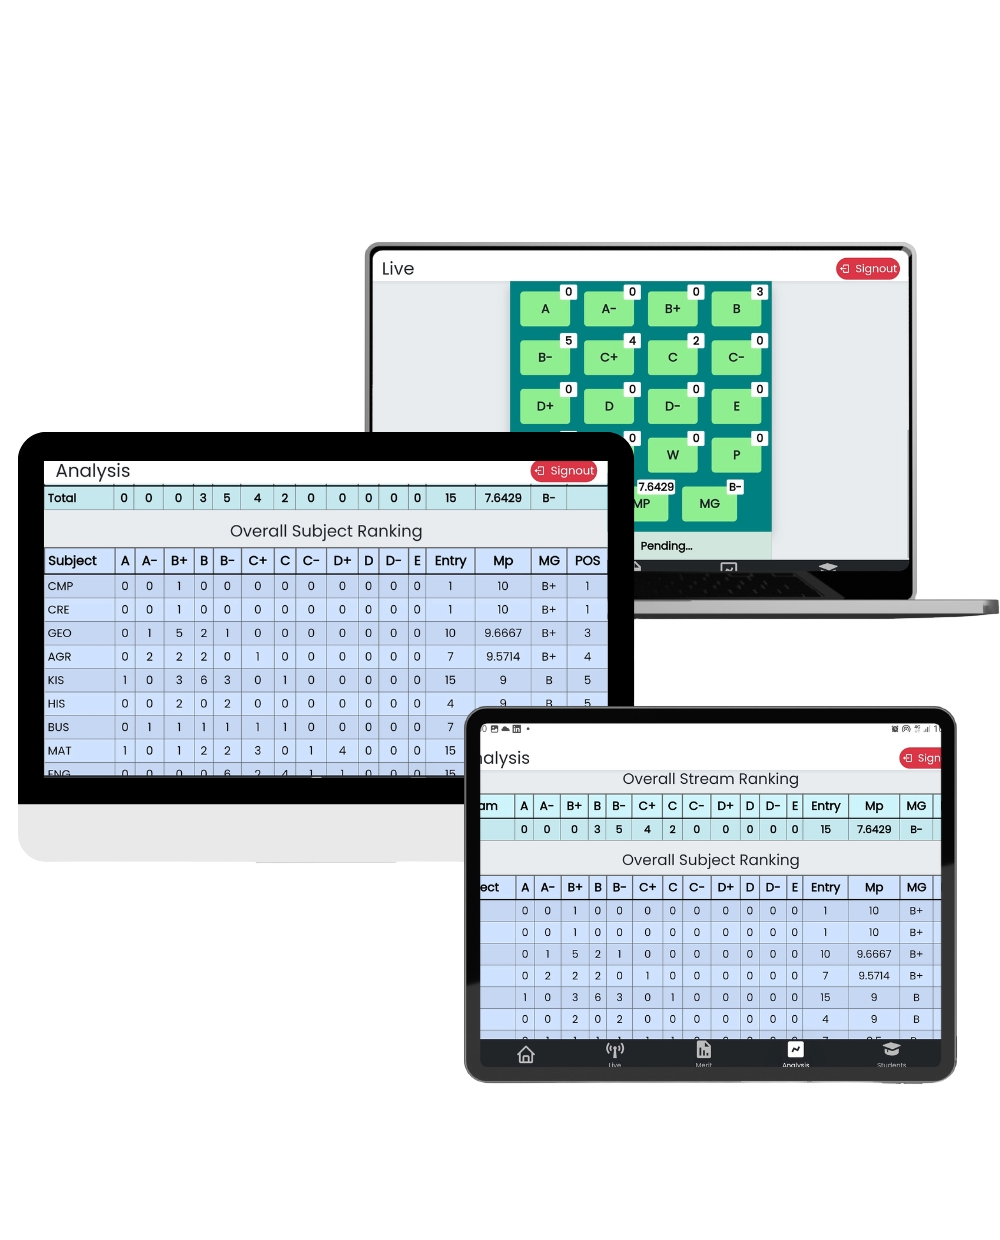 Live
Signout
A 0 A- 0 B+ 0 B 3
B- 5 C+ 4 C 2 C- 0
D+ 0 D 0 D- 0 E 0
0 W 0 P 0
MP 7.6429 MG B-
Pending...
Analysis
Signout
Total 0 0 0 3 5 4 2 0 0 0 0 0 15 7.6429 B-
Overall Subject Ranking
Subject A A- B+ B B- C+ C C- D+ D D- E Entry Mp MG POS
CMP 0 0 1 0 0 0 0 0 0 0 0 0 1 10 B+ 1
CRE 0 0 1 0 0 0 0 0 0 0 0 0 1 10 B+ 1
GEO 0 1 5 2 1 0 0 0 0 0 0 0 10 9.6667 B+ 3
AGR 0 2 2 2 0 1 0 0 0 0 0 0 7 9.5714 B+ 4
KIS 1 0 3 6 3 0 1 0 0 0 0 0 15 9 B 5
HIS 0 0 2 0 2 0 0 0 0 0 0 0 4 9 B 5
BUS 0 1 1 1 1 1 1 0 0 0 0 0 7
MAT 1 0 1 2 2 3 0 1 4 0 0 0 15
ENG 0 0 0 0 6 2 4 1 1 0 0 0 15
nalysis
Sign
Overall Stream Ranking
am A A- B+ B B- C+ C C- D+ D D- E Entry Mp MG
0 0 0 3 5 4 2 0 0 0 0 0 15 7.6429 B-
Overall Subject Ranking
ect A A- B+ B B- C+ C C- D+ D D- E Entry Mp MG
0 0 1 0 0 0 0 0 0 0 0 0 1 10 B+
0 0 1 0 0 0 0 0 0 0 0 0 1 10 B+
0 1 5 2 1 0 0 0 0 0 0 0 10 9.6667 B+
0 2 2 2 0 1 0 0 0 0 0 0 7 9.5714 B+
1 0 3 6 3 0 1 0 0 0 0 0 15 9 B
0 0 2 0 2 0 0 0 0 0 0 0 4 9 B
Live Merit Analysis Students